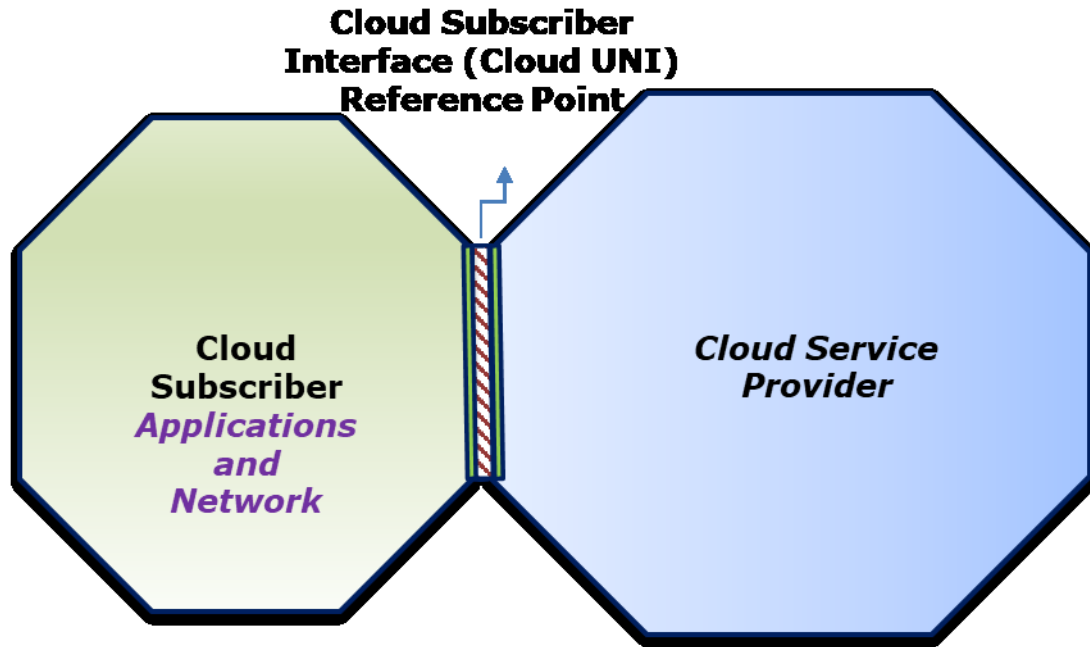 Cloud Subscriber
Interface (Cloud UNI)
Reference Point
Cloud
Subscriber
Applications
and
Network
Cloud Service
Provider